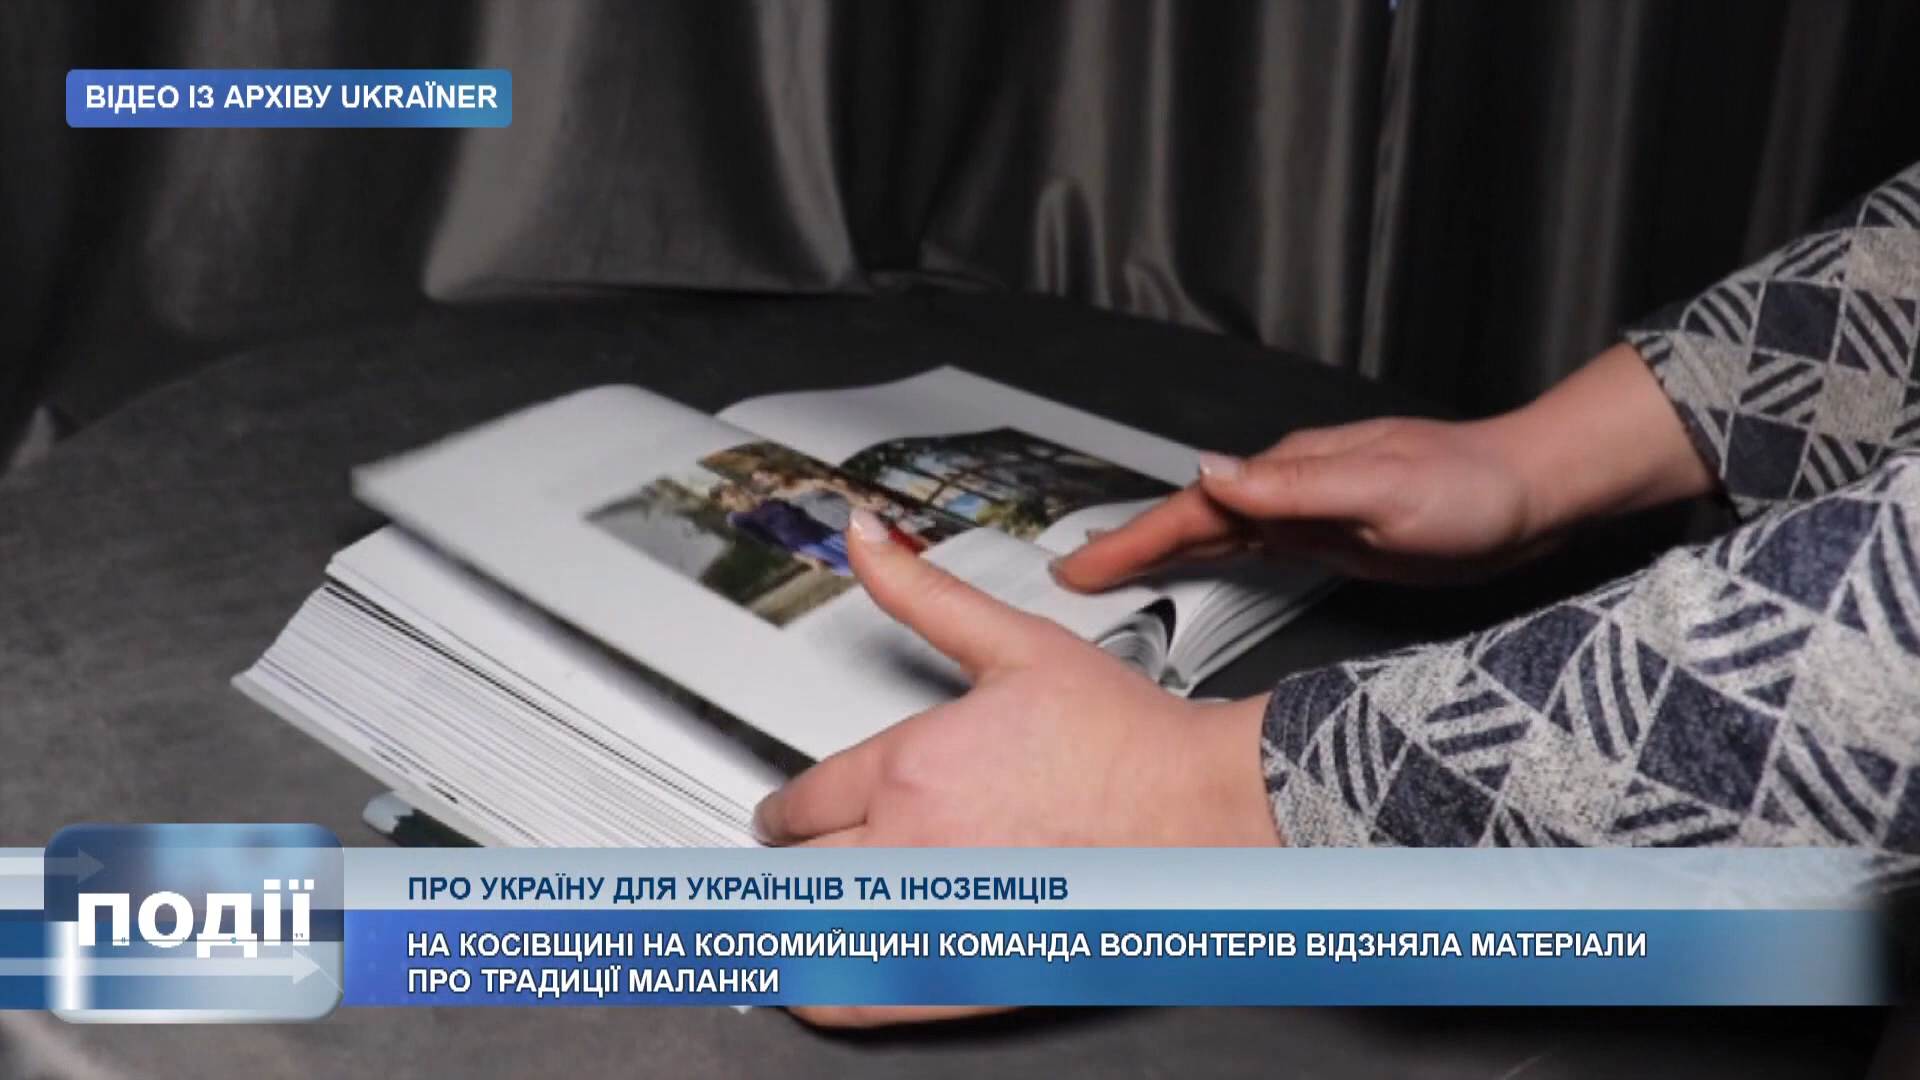 ВІДЕО ІЗ АРХІВУ UKRAЇNER
ПРО УКРАЇНУ ДЛЯ УКРАЇНЦІВ ТА ІНОЗЕМЦІВ
події
НА КОСІВЩИНІ НА КОЛОМИЙЩИНІ КОМАНДА ВОЛОНТЕРІВ ВІДЗНЯЛА МАТЕРІАЛИ
ПРО ТРАДИЦІЇ МАЛАНКИ